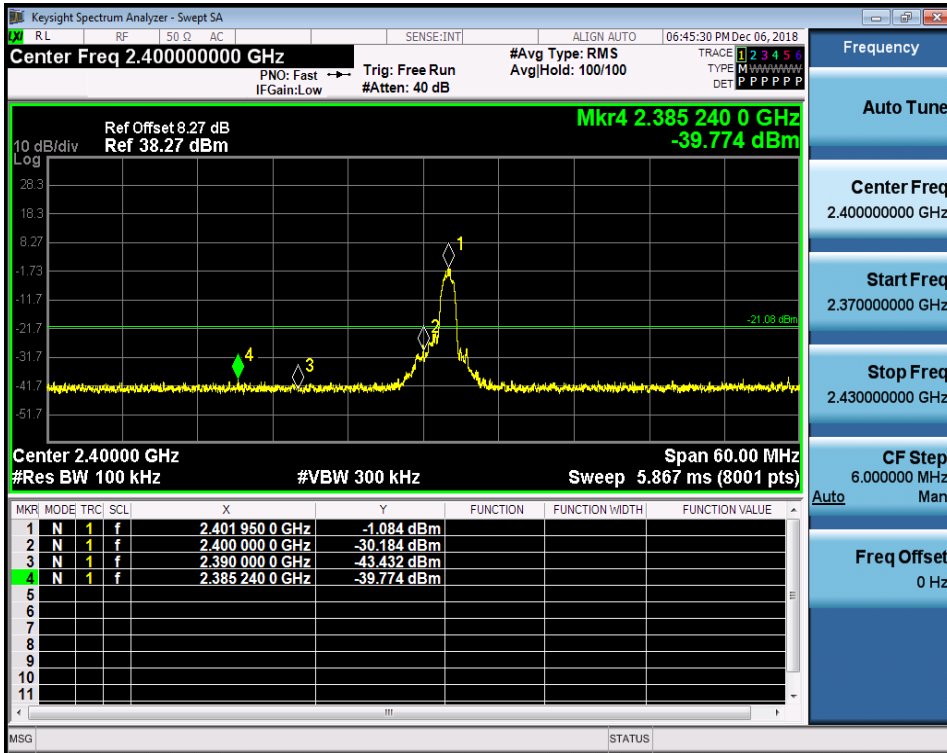 Keysight Spectrum Analyzer - Swept SA
LXI RL RF 50 Ω AC SENSE:INT ALIGN AUTO 06:45:30 PM Dec 06, 2018
Center Freq 2.400000000 GHz
PNO: Fast
IFGain:Low
Trig: Free Run
#Atten: 40 dB
#Avg Type: RMS
Avg|Hold: 100/100
TRACE 1 2 3 4 5 6
TYPE M W W W W W
DET P P P P P P
Ref Offset 8.27 dB
10 dB/div Ref 38.27 dBm
Log
Mkr4 2.385 240 0 GHz
-39.774 dBm
28.3
18.3
8.27
-1.73
-11.7
-21.7
-31.7
-41.7
-51.7
1
2
3
4
-21.08 dBm
Center 2.40000 GHz Span 60.00 MHz
#Res BW 100 kHz #VBW 300 kHz Sweep 5.867 ms (8001 pts)
MKR MODE TRC SCL X Y FUNCTION FUNCTION WIDTH FUNCTION VALUE
1 N 1 f 2.401 950 0 GHz -1.084 dBm
2 N 1 f 2.400 000 0 GHz -30.184 dBm
3 N 1 f 2.390 000 0 GHz -43.432 dBm
4 N 1 f 2.385 240 0 GHz -39.774 dBm
5
6
7
8
9
10
11
MSG STATUS
Frequency
Auto Tune
Center Freq
2.400000000 GHz
Start Freq
2.370000000 GHz
Stop Freq
2.430000000 GHz
CF Step
6.000000 MHz
Auto Man
Freq Offset
0 Hz